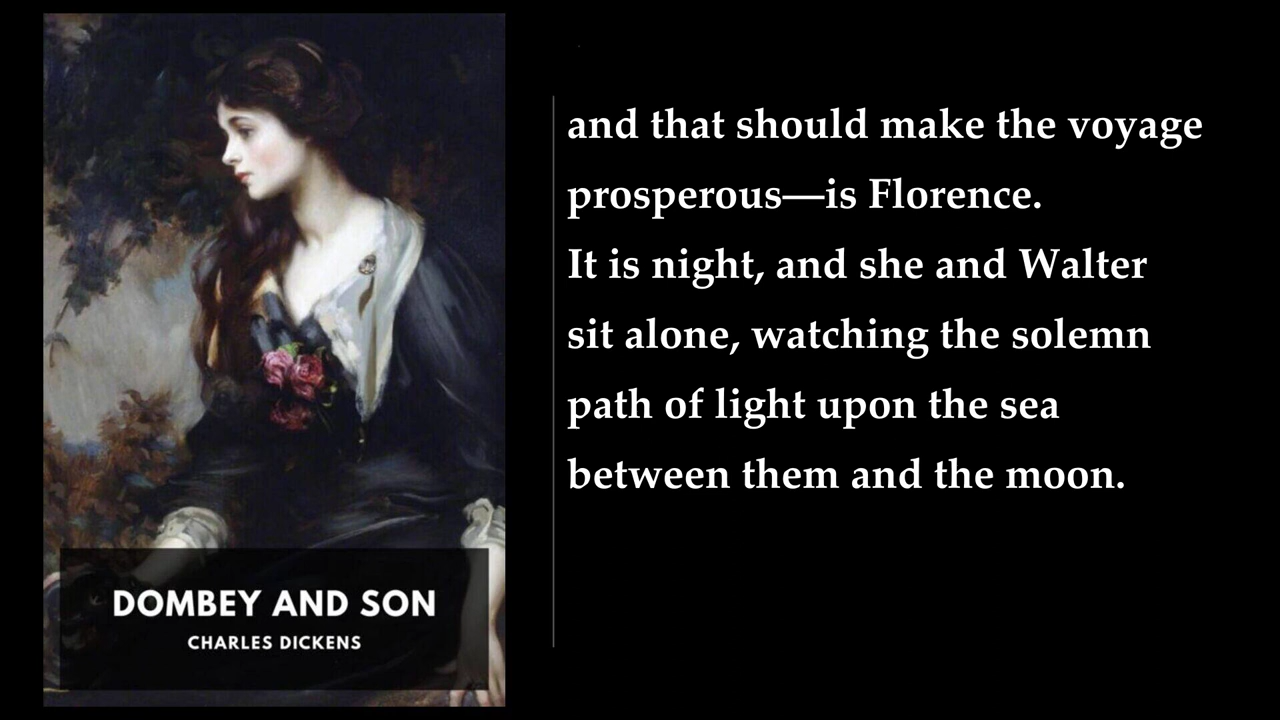 DOMBEY AND SON
CHARLES DICKENS
and that should make the voyage
prosperous—is Florence.
It is night, and she and Walter
sit alone, watching the solemn
path of light upon the sea
between them and the moon.